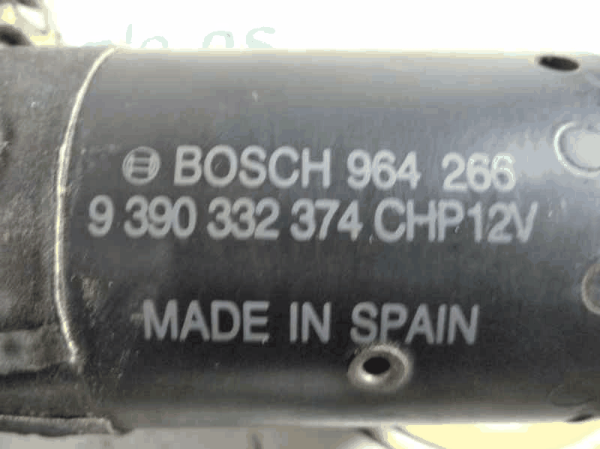 BOSCH 964 266
9 390 332 374 CHP12V
MADE IN SPAIN